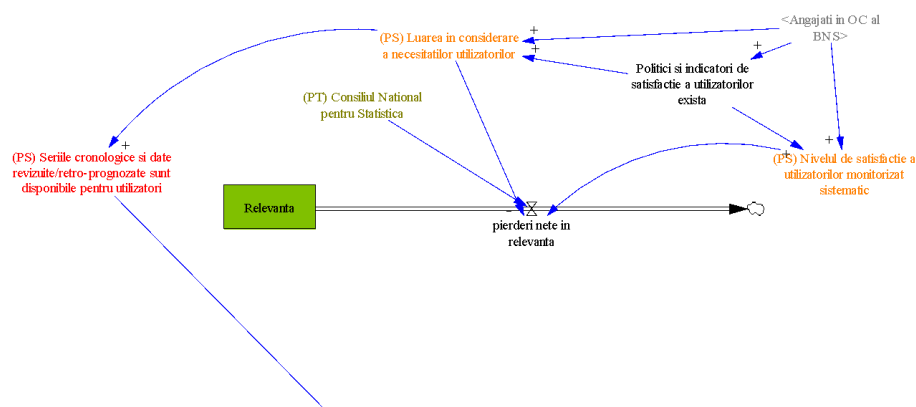 <Angajati in OC al
BNS>
(PS) Luarea in considerare
a necesitatilor utilizatorilor
+
+
+
Politici si indicatori de
satisfactie a utilizatorilor
exista
(PT) Consiliul National
pentru Statistica
+
(PS) Seriile cronologice si date
revizuite/retro-prognozate sunt
disponibile pentru utilizatori
+
+
(PS) Nivelul de satisfactie a
utilizatorilor monitorizat
sistematic
Relevanta
pierderi nete in
relevanta